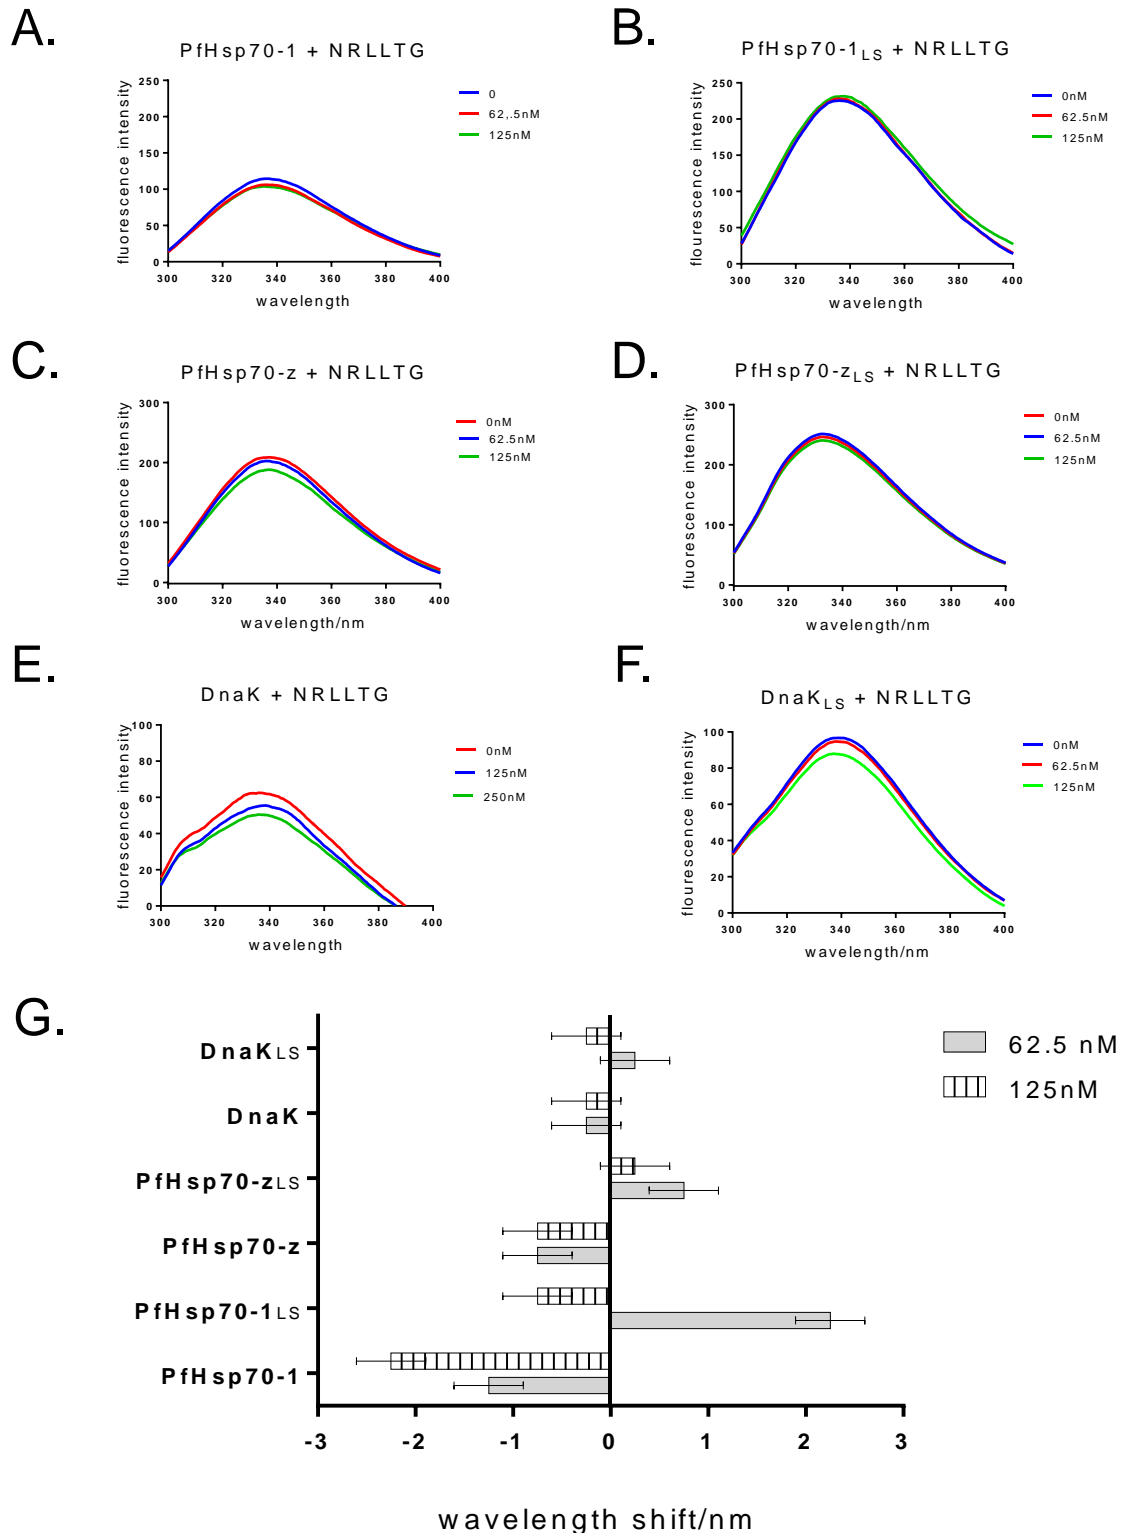 A.
PfHsp70-1 + NRLLTG
fluorescence intensity
250
200
150
100
50
0
300 320 340 360 380 400
wavelength
0
62,.5nM
125nM
B.
PfHsp70-1LS + NRLLTG
flourescence intensity
250
200
150
100
50
0
300 320 340 360 380 400
wavelength
0nM
62.5nM
125nM
C.
PfHsp70-z + NRLLTG
fluorescence intensity
300
200
100
0
300 320 340 360 380 400
wavelength/nm
0nM
62.5nM
125nM
D.
PfHsp70-zLS + NRLLTG
fluorescence intensity
300
200
100
0
300 320 340 360 380 400
wavelength/nm
0nM
62.5nM
125nM
E.
DnaK + NRLLTG
fluorescence intensity
100
80
60
40
20
0
300 320 340 360 380 400
wavelength
0nM
125nM
250nM
F.
DnaKLS + NRLLTG
flourescence intensity
100
80
60
40
20
0
300 320 340 360 380 400
wavelength/nm
0nM
62.5nM
125nM
G.
DnaKLS
DnaK
PfHsp70-zLS
PfHsp70-z
PfHsp70-1LS
PfHsp70-1
-3 -2 -1 0 1 2 3
wavelength shift/nm
62.5 nM
125nM